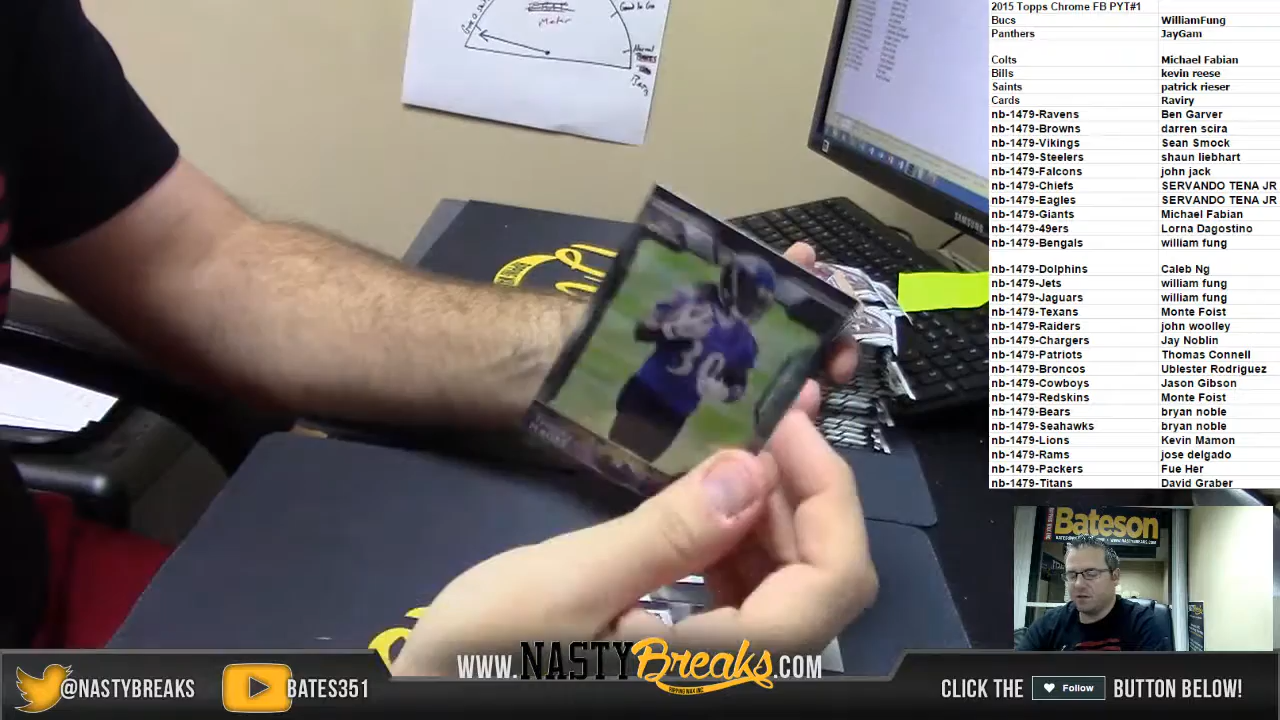 2015 Topps Chrome FB PYT#1
Bucs WilliamFung
Panthers JayGam
Colts Michael Fabian
Bills kevin reese
Saints patrick rieser
Cards Raviry
nb-1479-Ravens Ben Garver
nb-1479-Browns darren scira
nb-1479-Vikings Sean Smock
nb-1479-Steelers shaun liebhart
nb-1479-Falcons john jack
nb-1479-Chiefs SERVANDO TENA JR
nb-1479-Eagles SERVANDO TENA JR
nb-1479-Giants Michael Fabian
nb-1479-49ers Lorna Dagostino
nb-1479-Bengals william fung
nb-1479-Dolphins Caleb Ng
nb-1479-Jets william fung
nb-1479-Jaguars william fung
nb-1479-Texans Monte Foist
nb-1479-Raiders john woolley
nb-1479-Chargers Jay Noblin
nb-1479-Patriots Thomas Connell
nb-1479-Broncos Ublester Rodriguez
nb-1479-Cowboys Jason Gibson
nb-1479-Redskins Monte Foist
nb-1479-Bears bryan noble
nb-1479-Seahawks bryan noble
nb-1479-Lions Kevin Mamon
nb-1479-Rams jose delgado
nb-1479-Packers Fue Her
nb-1479-Titans David Graber
Good to Go
Meter
Normal
SAMSUNG
30
Bateson
@NASTYBREAKS
BATES351
WWW.NASTYBreaks.COM
CLICK THE Follow BUTTON BELOW!